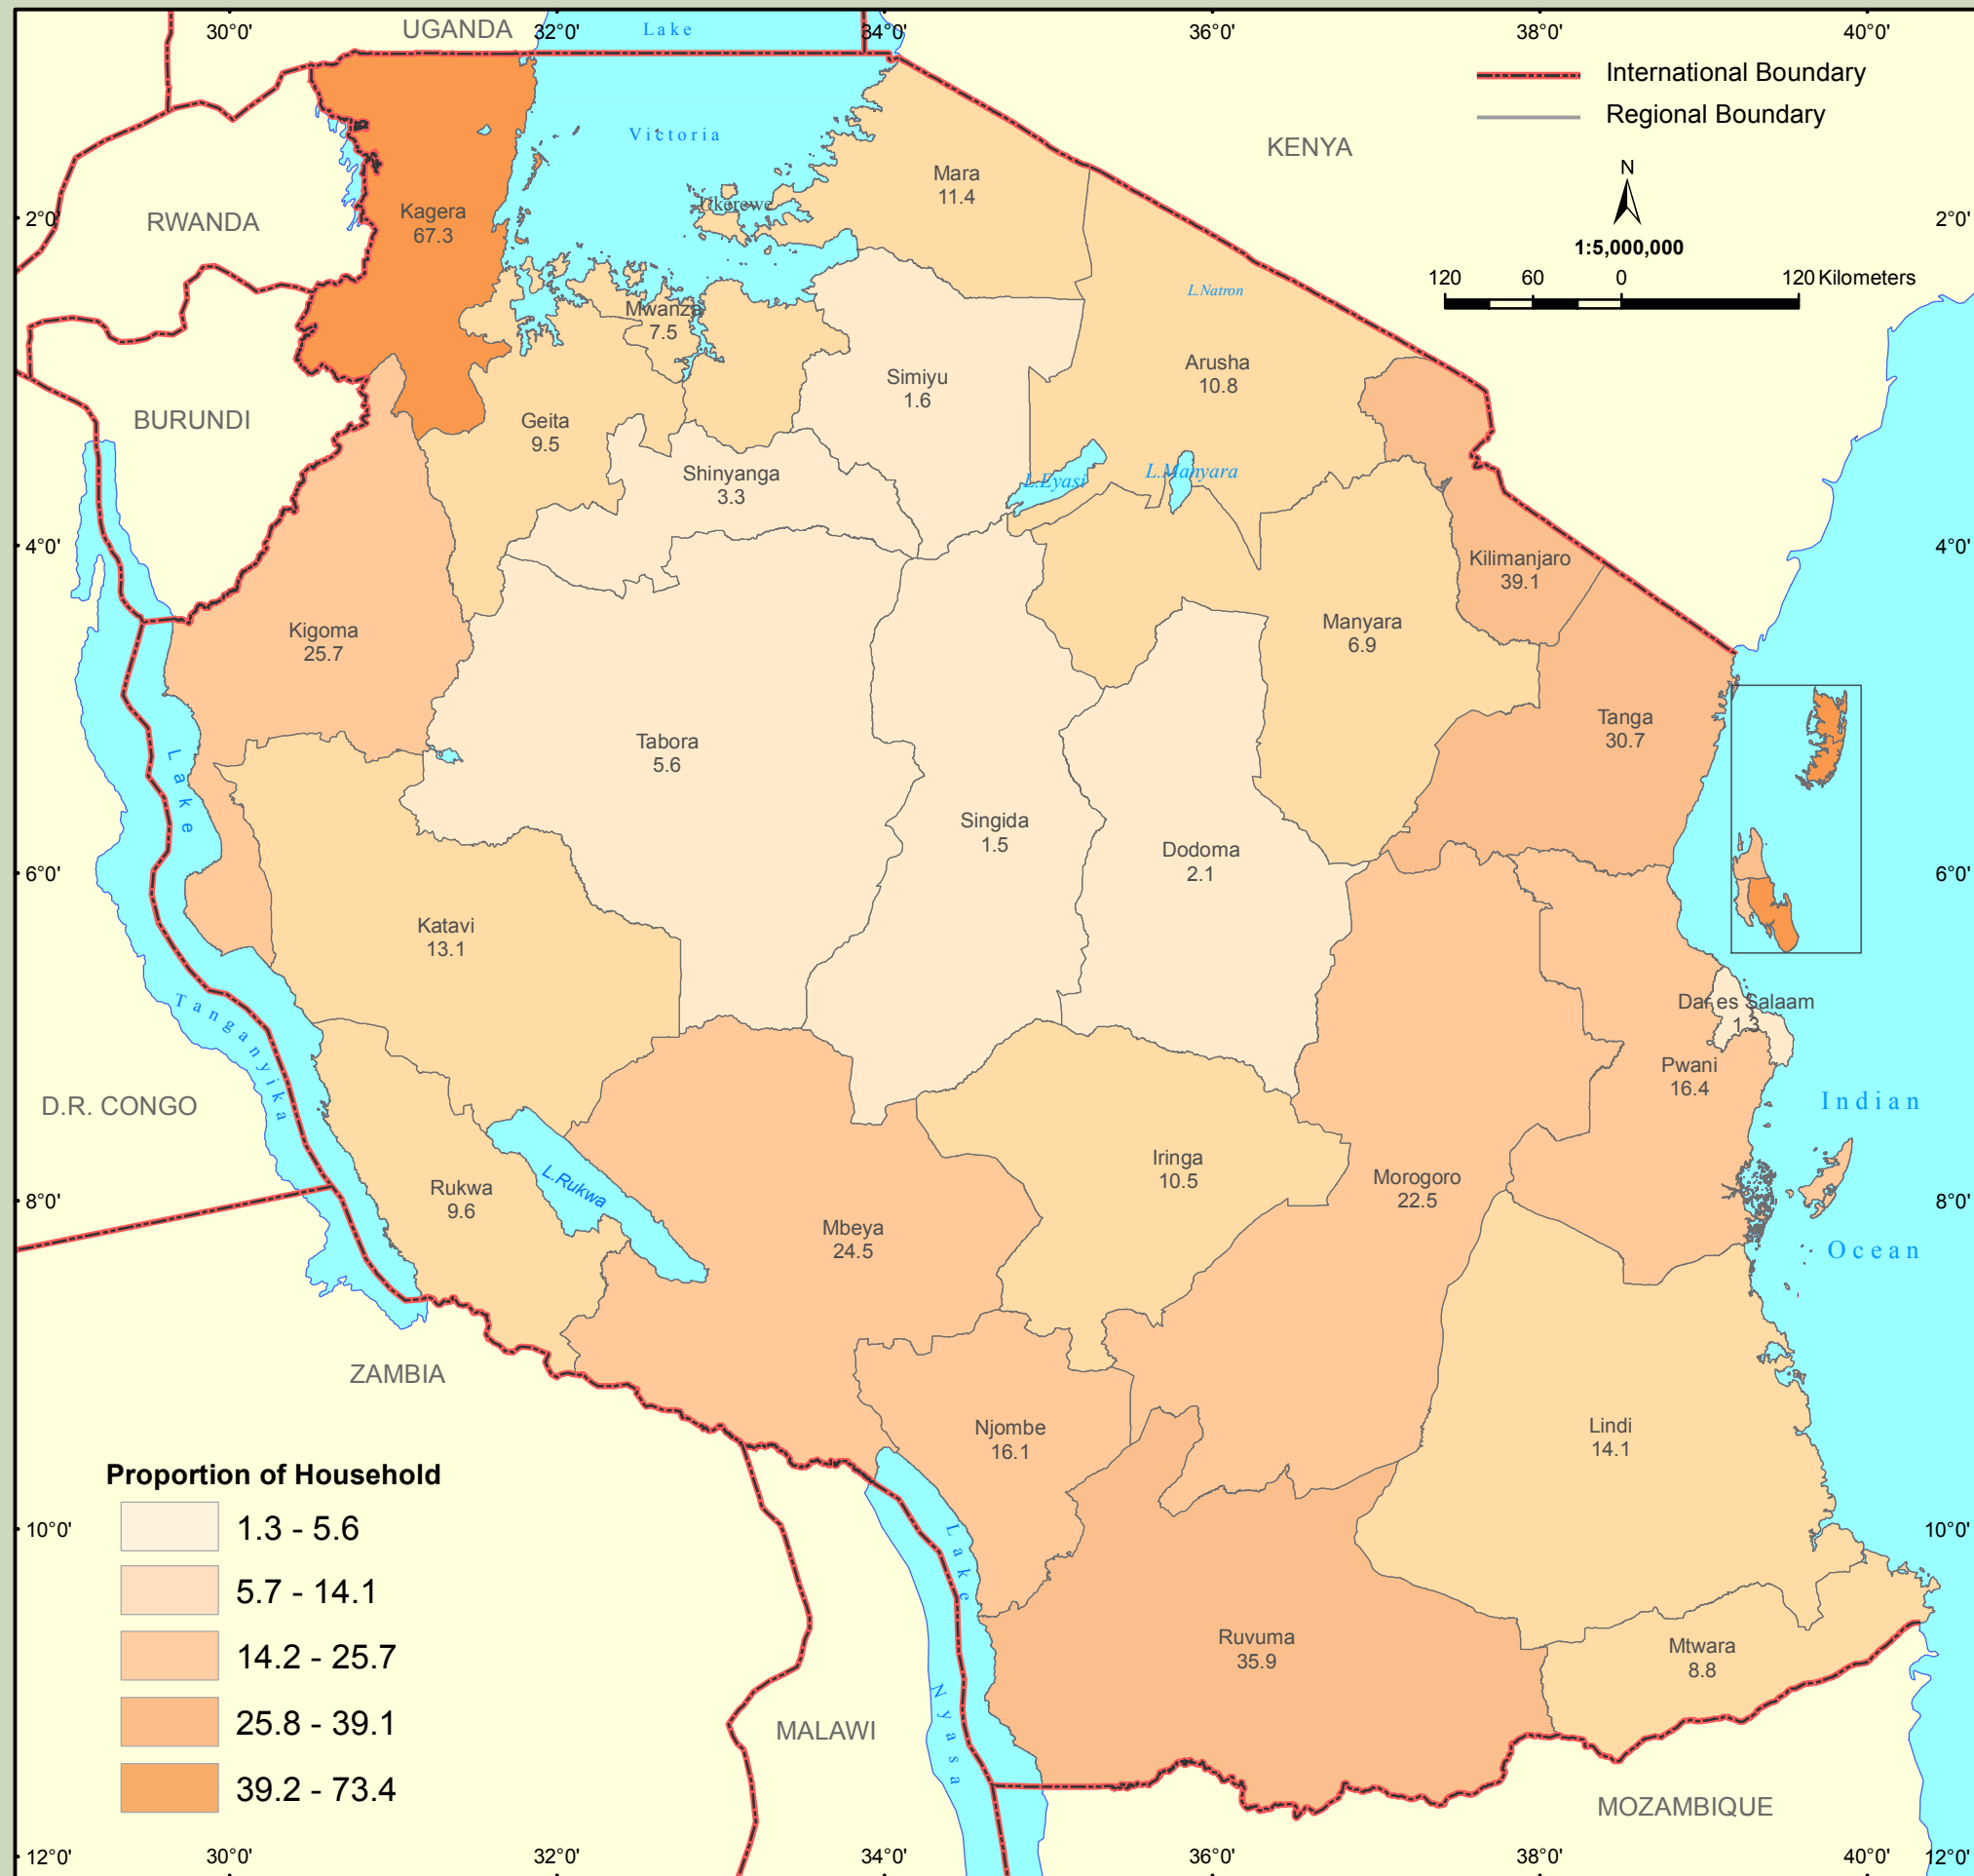 30°0'
UGANDA
32°0'
Lake
34°0'
36°0'
38°0'
40°0'
International Boundary
Regional Boundary
KENYA
Victoria
N
1:5,000,000
120 60 0 120 Kilometers
Mara
11.4
Ukerewe
RWANDA
Kagera
67.3
2°0'
2°0'
L.Natron
Mwanza
7.5
Arusha
10.8
Simiyu
1.6
BURUNDI
Geita
9.5
Shinyanga
3.3
L.Eyasi
L.Manyara
4°0'
4°0'
Kilimanjaro
39.1
Kigoma
25.7
Manyara
6.9
Tanga
30.7
Tabora
5.6
Lake
Singida
1.5
Dodoma
2.1
6°0'
6°0'
Katavi
13.1
Tanganyika
Dar es Salaam
1.3
Pwani
16.4
D.R. CONGO
Indian
Ocean
Iringa
10.5
Morogoro
22.5
L.Rukwa
Rukwa
9.6
8°0'
8°0'
Mbeya
24.5
ZAMBIA
Njombe
16.1
Lindi
14.1
Proportion of Household
1.3 - 5.6
5.7 - 14.1
14.2 - 25.7
25.8 - 39.1
39.2 - 73.4
10°0'
10°0'
Lake
Nyasa
Ruvuma
35.9
Mtwara
8.8
MALAWI
MOZAMBIQUE
12°0'
30°0'
32°0'
34°0'
36°0'
38°0'
40°0'
12°0'